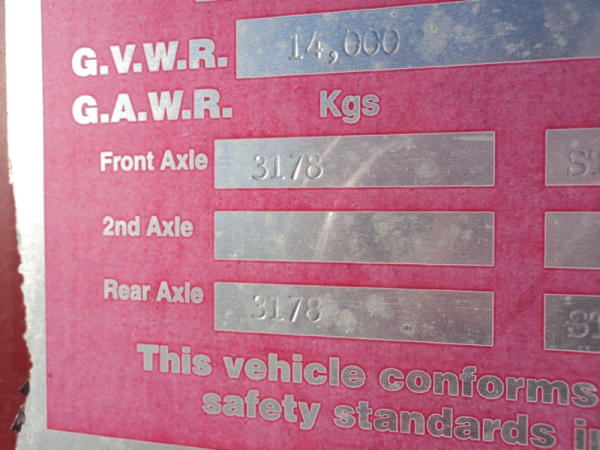 G.V.W.R. 14,000
G.A.W.R. Kgs
Front Axle 3178
2nd Axle
Rear Axle 3178
This vehicle conforms
safety standards